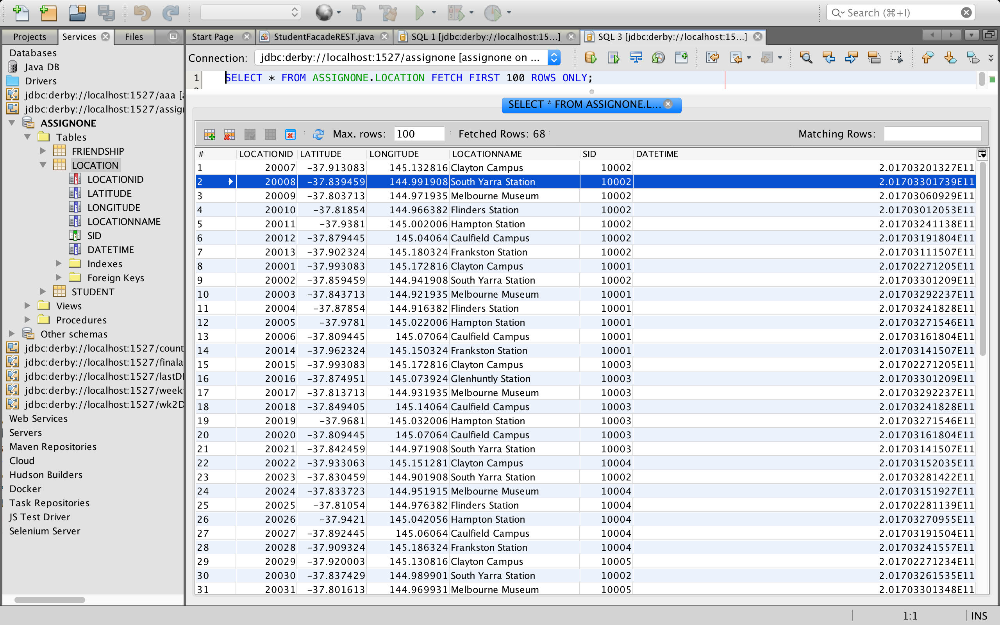 Search (⌘+I)
Projects Services Files
Start Page StudentFacadeREST.java SQL 1 [jdbc:derby://localhost:15...] SQL 3 [jdbc:derby://localhost:15...]
Databases
Java DB
Drivers
jdbc:derby://localhost:1527/aaa [a
jdbc:derby://localhost:1527/assign
ASSIGNONE
Tables
FRIENDSHIP
LOCATION
LOCATIONID
LATITUDE
LONGITUDE
LOCATIONNAME
SID
DATETIME
Indexes
Foreign Keys
STUDENT
Views
Procedures
Other schemas
jdbc:derby://localhost:1527/count
jdbc:derby://localhost:1527/finala
jdbc:derby://localhost:1527/lastD
jdbc:derby://localhost:1527/week
jdbc:derby://localhost:1527/wk2D
Web Services
Servers
Maven Repositories
Cloud
Hudson Builders
Docker
Task Repositories
JS Test Driver
Selenium Server
Connection: jdbc:derby://localhost:1527/assignone [assignone on ...
1 SELECT * FROM ASSIGNONE.LOCATION FETCH FIRST 100 ROWS ONLY;
SELECT * FROM ASSIGNONE.L...
Max. rows: 100 Fetched Rows: 68 Matching Rows:
# LOCATIONID LATITUDE LONGITUDE LOCATIONNAME SID DATETIME
1 20007 -37.913083 145.132816 Clayton Campus 10002 2.01703201327E11
2 20008 -37.839459 144.991908 South Yarra Station 10002 2.01703301739E11
3 20009 -37.803713 144.971935 Melbourne Museum 10002 2.01703060929E11
4 20010 -37.81854 144.966382 Flinders Station 10002 2.01703012053E11
5 20011 -37.9381 145.002006 Hampton Station 10002 2.01703241138E11
6 20012 -37.879445 145.04064 Caulfield Campus 10002 2.01703191804E11
7 20013 -37.902324 145.180324 Frankston Station 10002 2.01703111507E11
8 20001 -37.993083 145.172816 Clayton Campus 10001 2.01702271205E11
9 20002 -37.859459 144.941908 South Yarra Station 10002 2.01703301209E11
10 20003 -37.843713 144.921935 Melbourne Museum 10001 2.01703292237E11
11 20004 -37.87854 144.916382 Flinders Station 10001 2.01703241828E11
12 20005 -37.9781 145.022006 Hampton Station 10001 2.01703271546E11
13 20006 -37.809445 145.07064 Caulfield Campus 10001 2.01703161804E11
14 20014 -37.962324 145.150324 Frankston Station 10001 2.01703141507E11
15 20015 -37.993083 145.172816 Clayton Campus 10003 2.01702271205E11
16 20016 -37.874951 145.073924 Glenhuntly Station 10003 2.01703301209E11
17 20017 -37.813713 144.931935 Melbourne Museum 10003 2.01703292237E11
18 20018 -37.849405 145.14064 Caulfield Campus 10003 2.01703241828E11
19 20019 -37.9681 145.032006 Hampton Station 10003 2.01703271546E11
20 20020 -37.809445 145.07064 Caulfield Campus 10003 2.01703161804E11
21 20021 -37.842459 144.971908 South Yarra Station 10003 2.01703141507E11
22 20022 -37.933063 145.151281 Clayton Campus 10004 2.01703152035E11
23 20023 -37.830459 144.901908 South Yarra Station 10002 2.01703281422E11
24 20024 -37.833723 144.951915 Melbourne Museum 10004 2.01703151927E11
25 20025 -37.81054 144.976382 Flinders Station 10004 2.01702281139E11
26 20026 -37.9421 145.042056 Hampton Station 10004 2.01703270955E11
27 20027 -37.892445 145.06064 Caulfield Campus 10004 2.01703191504E11
28 20028 -37.909324 145.186324 Frankston Station 10004 2.01703241557E11
29 20029 -37.920003 145.130816 Clayton Campus 10005 2.01702271234E11
30 20030 -37.837429 144.989901 South Yarra Station 10002 2.01703261535E11
31 20031 -37.801613 144.969931 Melbourne Museum 10005 2.01703301348E11
1:1 INS